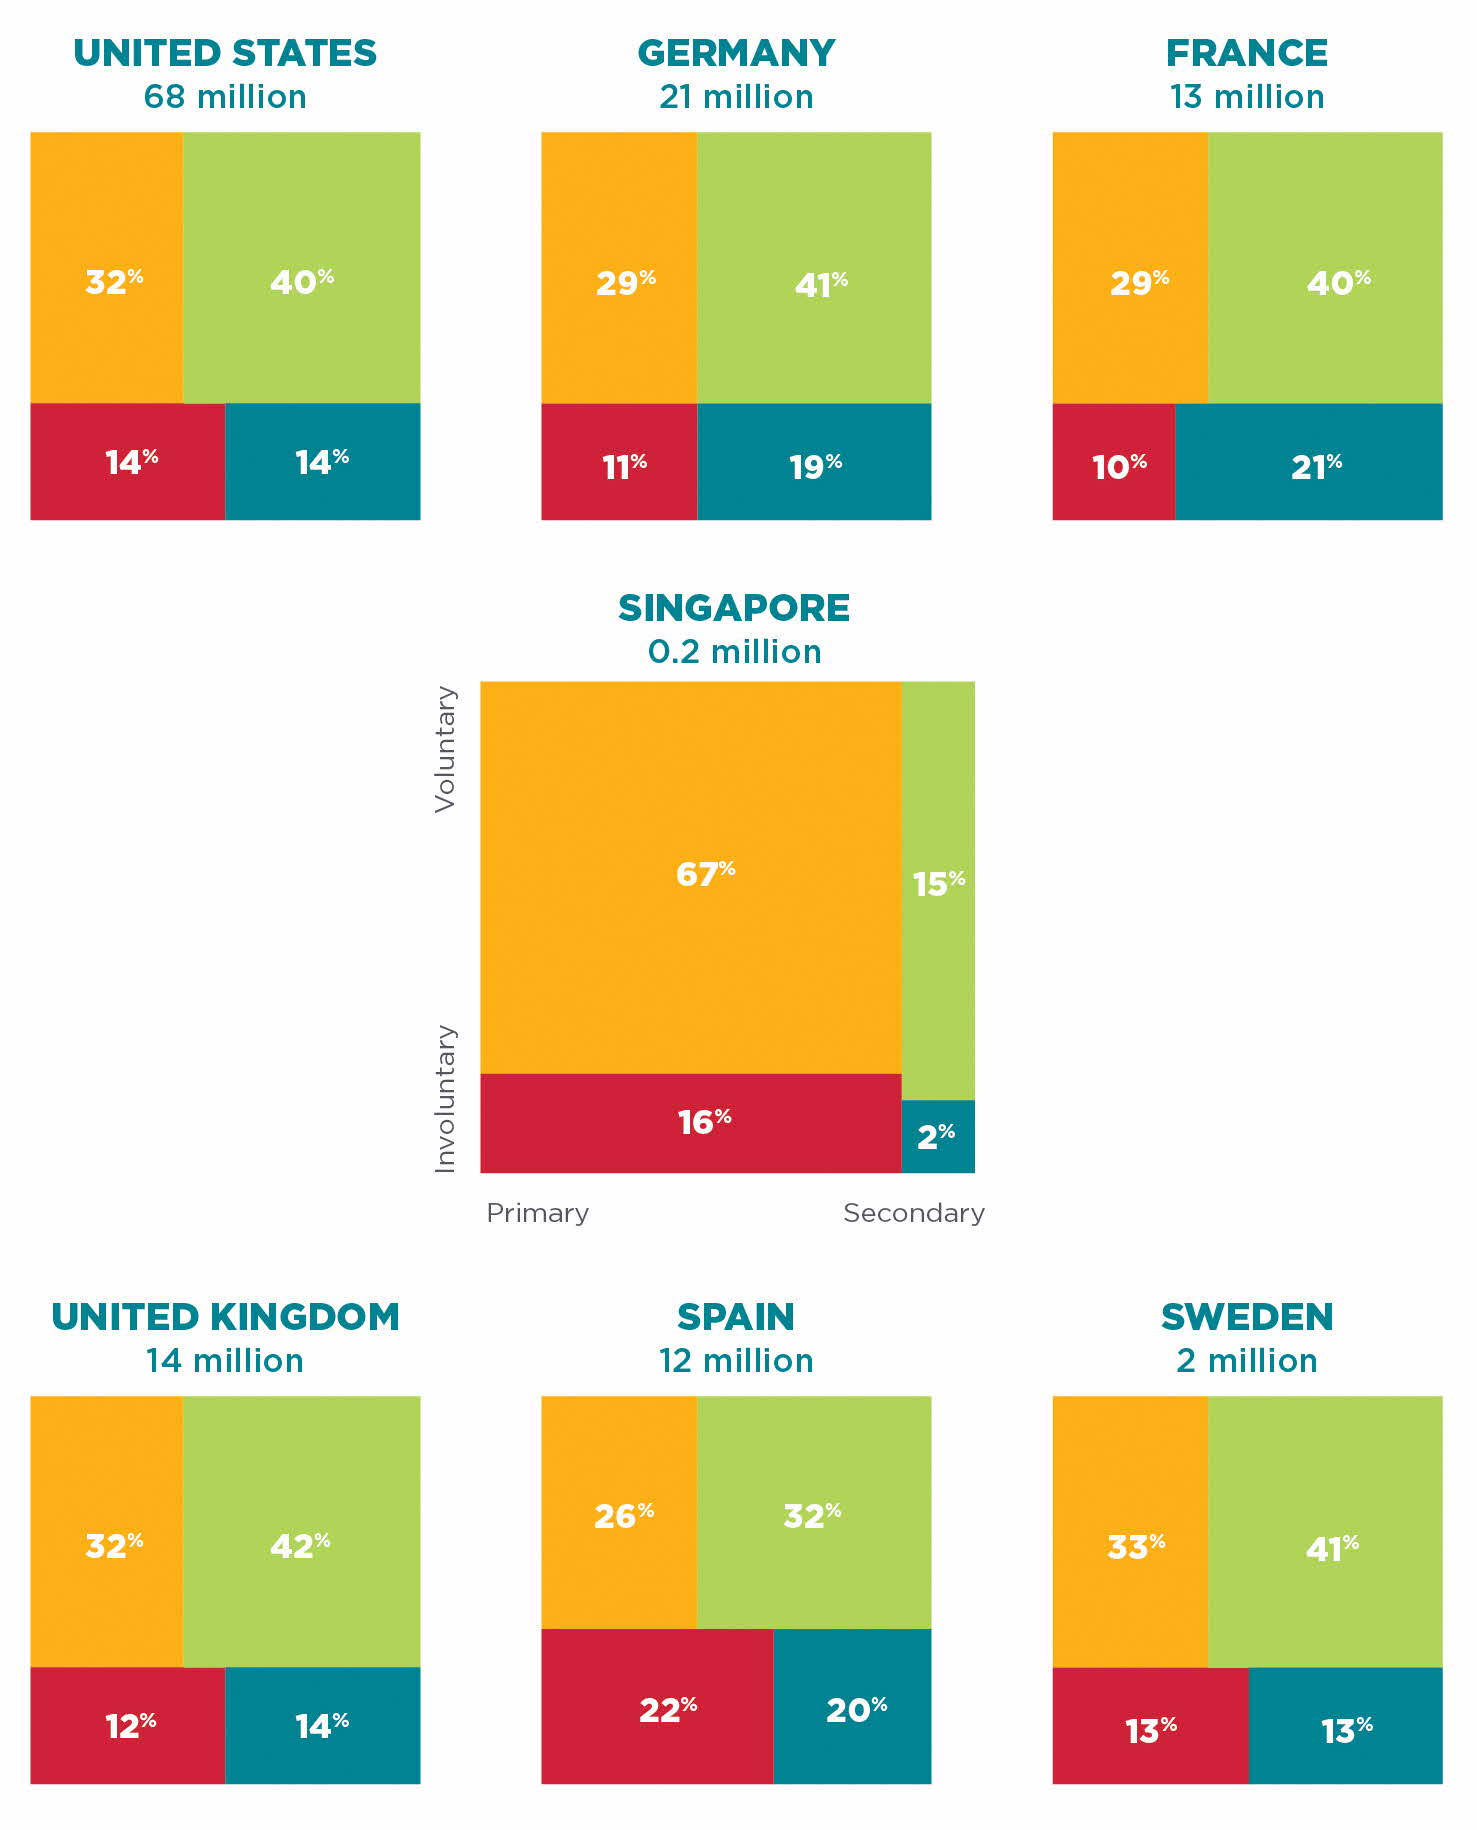 UNITED STATES
68 million
32%
40%
14%
14%
GERMANY
21 million
29%
41%
11%
19%
FRANCE
13 million
29%
40%
10%
21%
SINGAPORE
0.2 million
Voluntary
Involuntary
67%
15%
16%
2%
Primary
Secondary
UNITED KINGDOM
14 million
32%
42%
12%
14%
SPAIN
12 million
26%
32%
22%
20%
SWEDEN
2 million
33%
41%
13%
13%